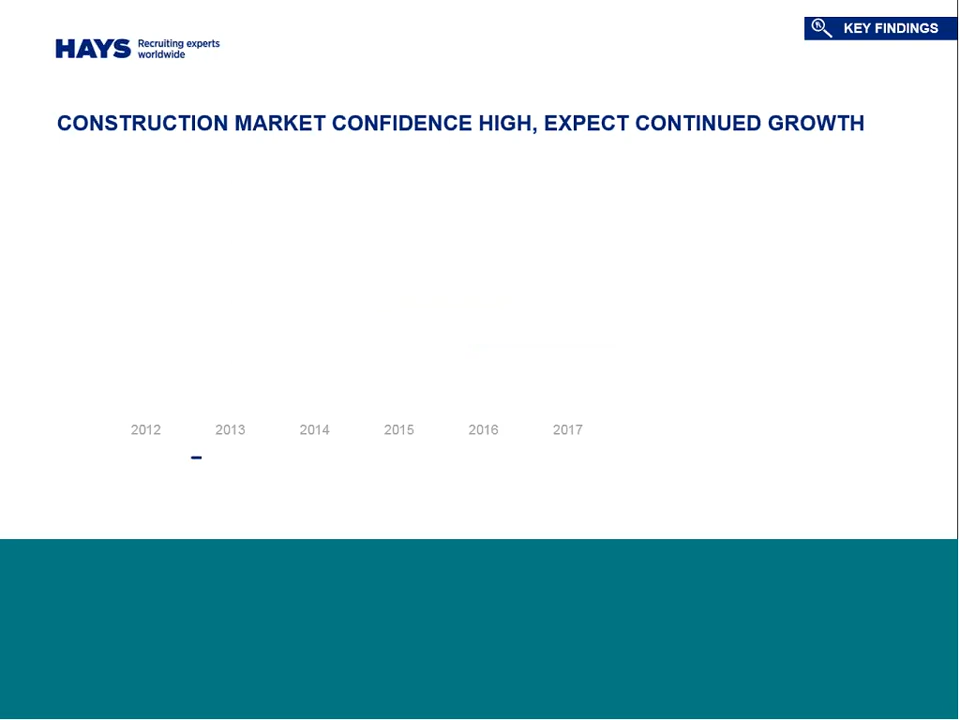 KEY FINDINGS
HAYS Recruiting experts
worldwide
CONSTRUCTION MARKET CONFIDENCE HIGH, EXPECT CONTINUED GROWTH
2012 2013 2014 2015 2016 2017